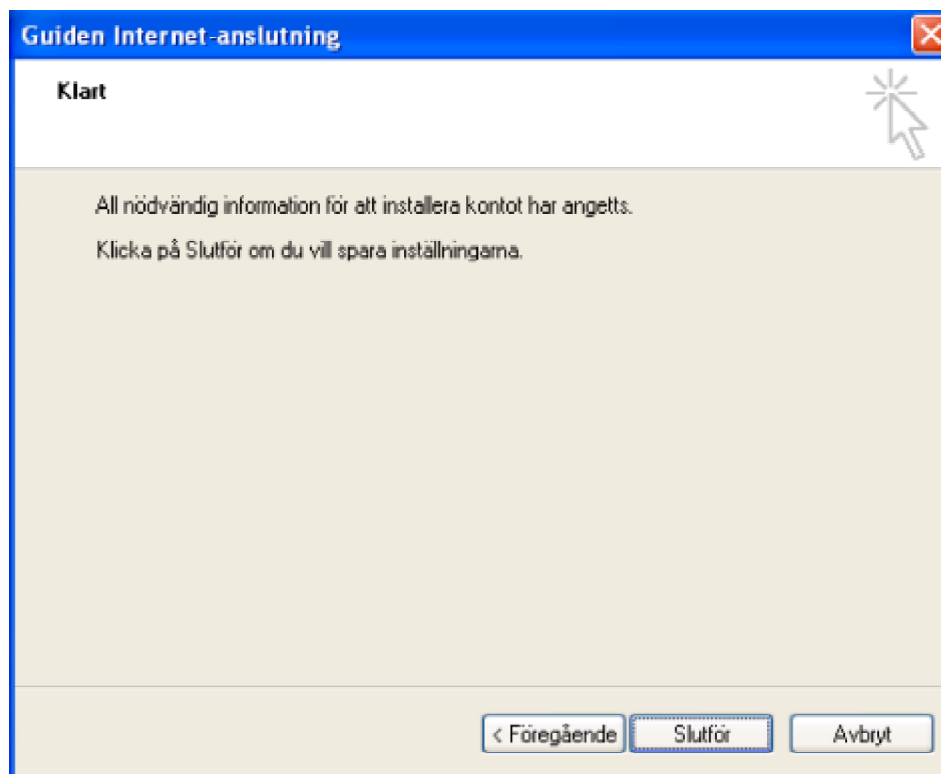 Guiden Internet-anslutning
Klart
All nödvändig information för att installera kontot har angetts.
Klicka på Slutför om du vill spara inställningarna.
< Föregående
Slutför
Avbryt